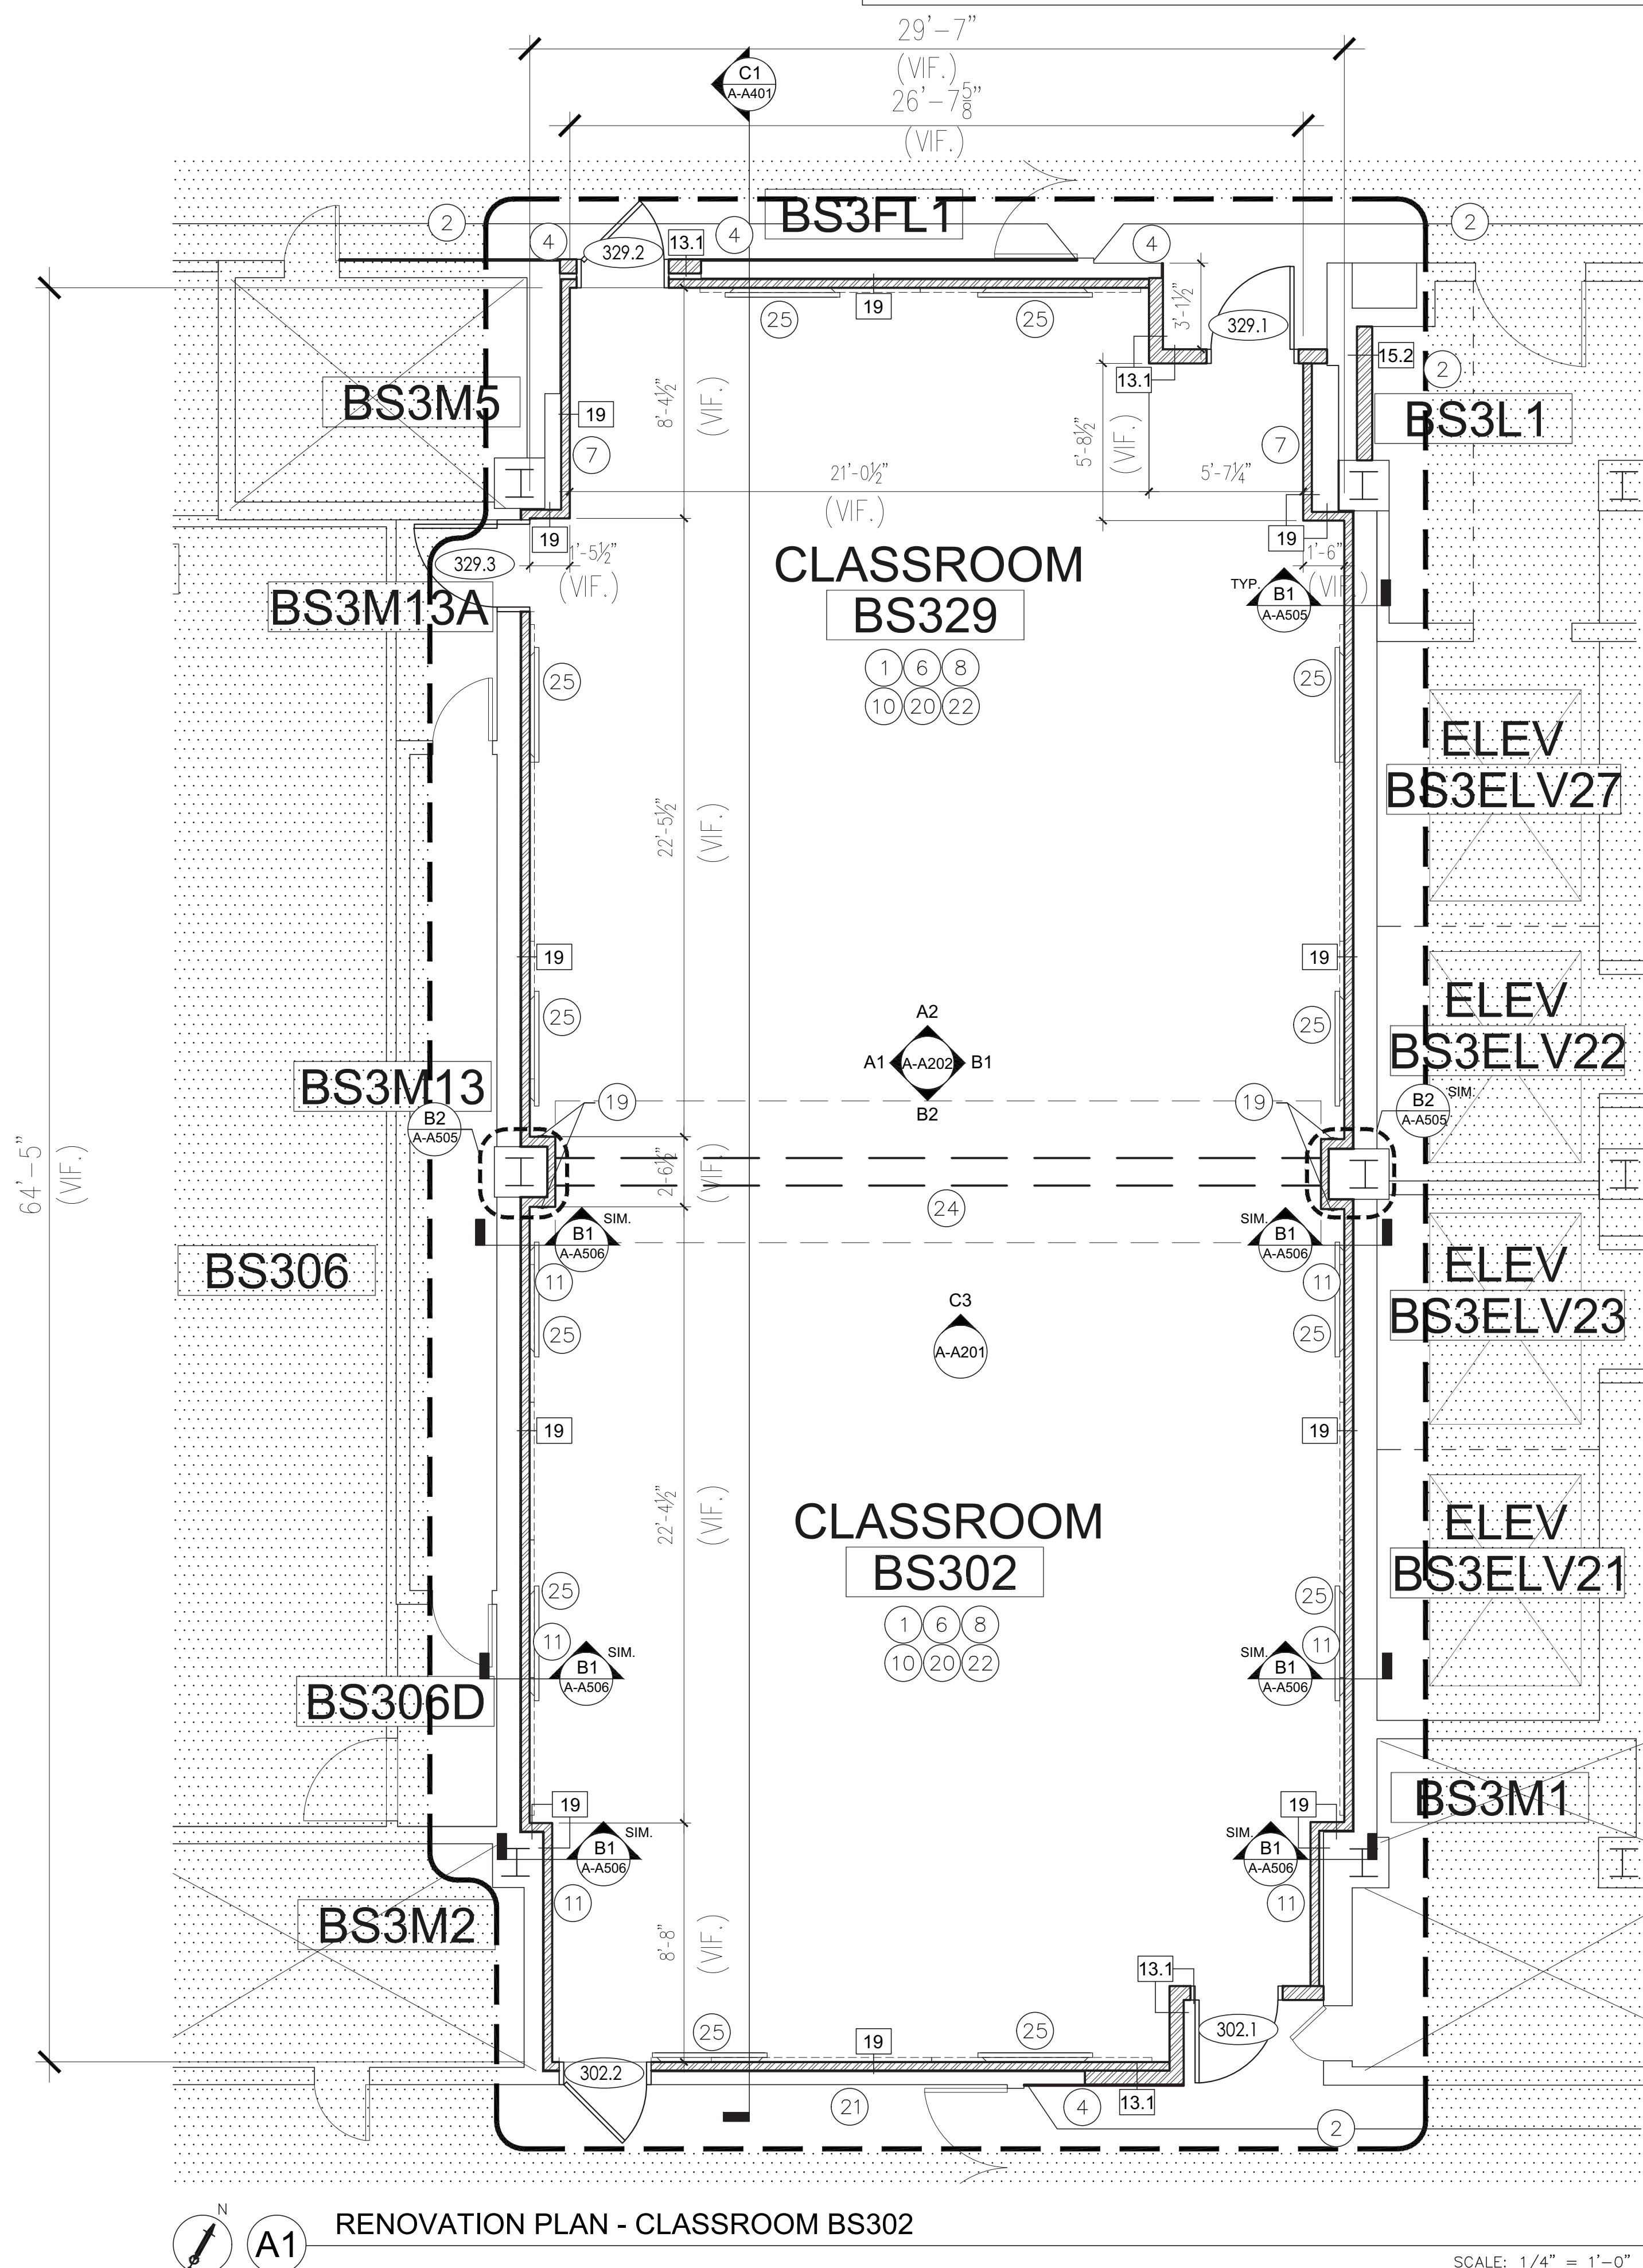 29'-7"
(VIF.)
C1
A-A401
26'-7 5/8"
(VIF.)
BS3FL1
2
4
329.2
13.1
4
4
2
25
19
25
3'-1½"
329.1
13.1
13.1
15.2
2
BS3M5
8'-4½"
(VIF.)
BS3L1
19
7
5'-8½"
(VIF.)
7
21'-0½"
(VIF.)
5'-7¼"
19
1'-5½"
(VIF.)
19
1'-6"
(VIF.)
329.3
CLASSROOM
BS329
TYP.
B1
A-A505
BS3M13A
1 6 8
10 20 22
25
25
ELEV
BS3ELV27
22'-5½"
(VIF.)
19
19
25
25
A2
A1 A-A202 B1
B2
ELEV
BS3ELV22
BS3M13
B2
A-A505
19
19
B2
A-A505
SIM.
64'-5"
(VIF.)
2'-6½"
(VIF.)
24
SIM.
B1
A-A506
SIM.
B1
A-A506
BS306
11
11
ELEV
BS3ELV23
25
25
C3
A-A201
19
19
22'-4½"
(VIF.)
CLASSROOM
BS302
ELEV
BS3ELV21
1 6 8
10 20 22
25
25
11
11
SIM.
B1
A-A506
SIM.
B1
A-A506
BS306D
19
19
BS3M1
SIM.
B1
A-A506
SIM.
B1
A-A506
11
11
BS3M2
8'-8"
(VIF.)
13.1
25
19
25
302.1
302.2
21
4
13.1
2
N
A1
RENOVATION PLAN - CLASSROOM BS302
SCALE: 1/4" = 1'-0"